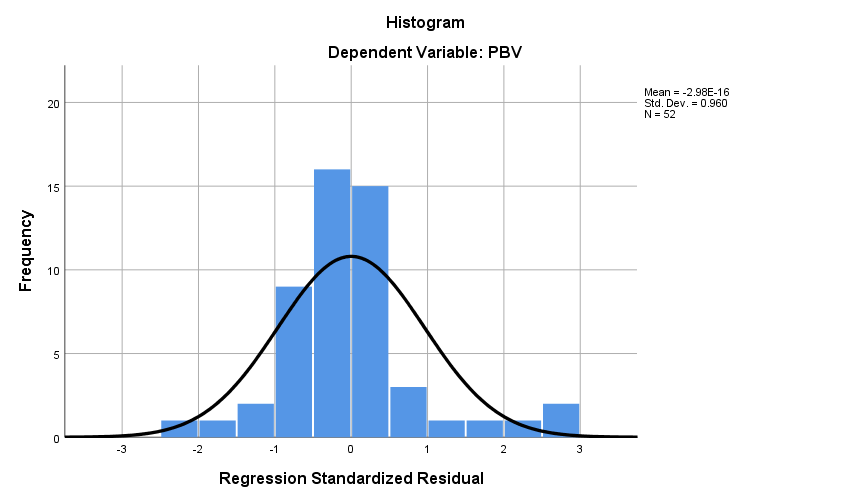 Histogram
Dependent Variable: PBV
Mean = -2.98E-16
Std. Dev. = 0.960
N = 52
20
15
10
5
0
Frequency
-3 -2 -1 0 1 2 3
Regression Standardized Residual